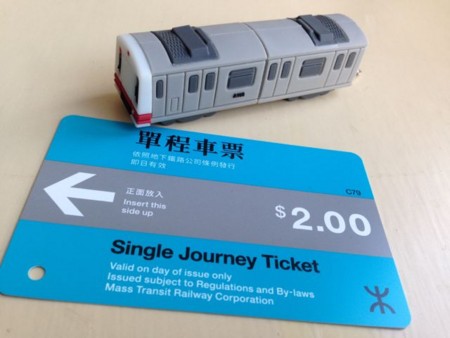 單程車票
依照地下鐵路公司條例發行
即日有效
C79
正面放入
Insert this
side up
$2.00
Single Journey Ticket
Valid on day of issue only
Issued subject to Regulations and By-laws
Mass Transit Railway Corporation